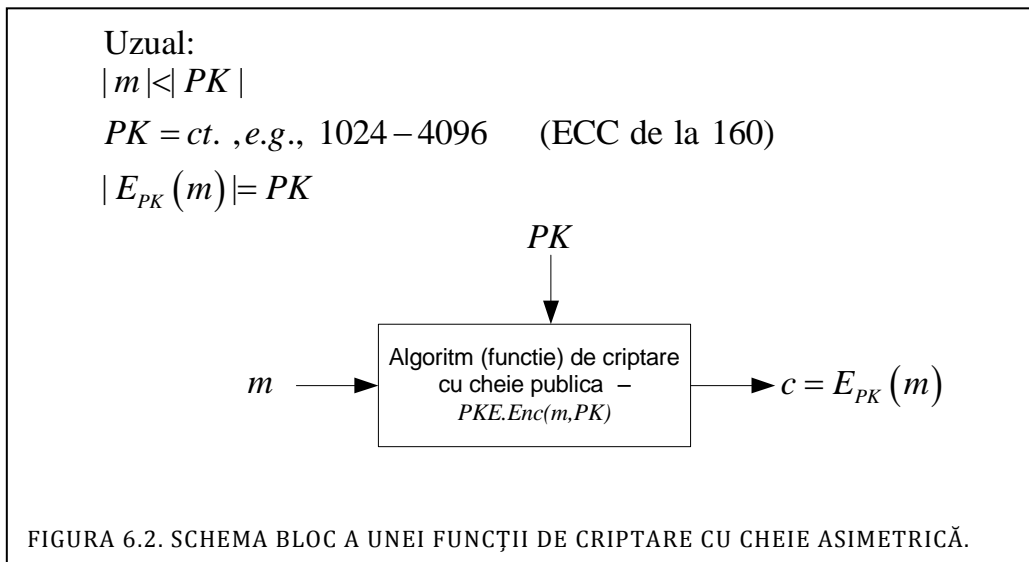 Uzual:
| m |<| PK |
PK = ct. , e.g., 1024 − 4096 (ECC de la 160)
| E_PK (m) |= PK
PK
m
Algoritm (functie) de criptare
cu cheie publica –
PKE.Enc(m,PK)
c = E_PK (m)
FIGURA 6.2. SCHEMA BLOC A UNEI FUNCȚII DE CRIPTARE CU CHEIE ASIMETRICĂ.